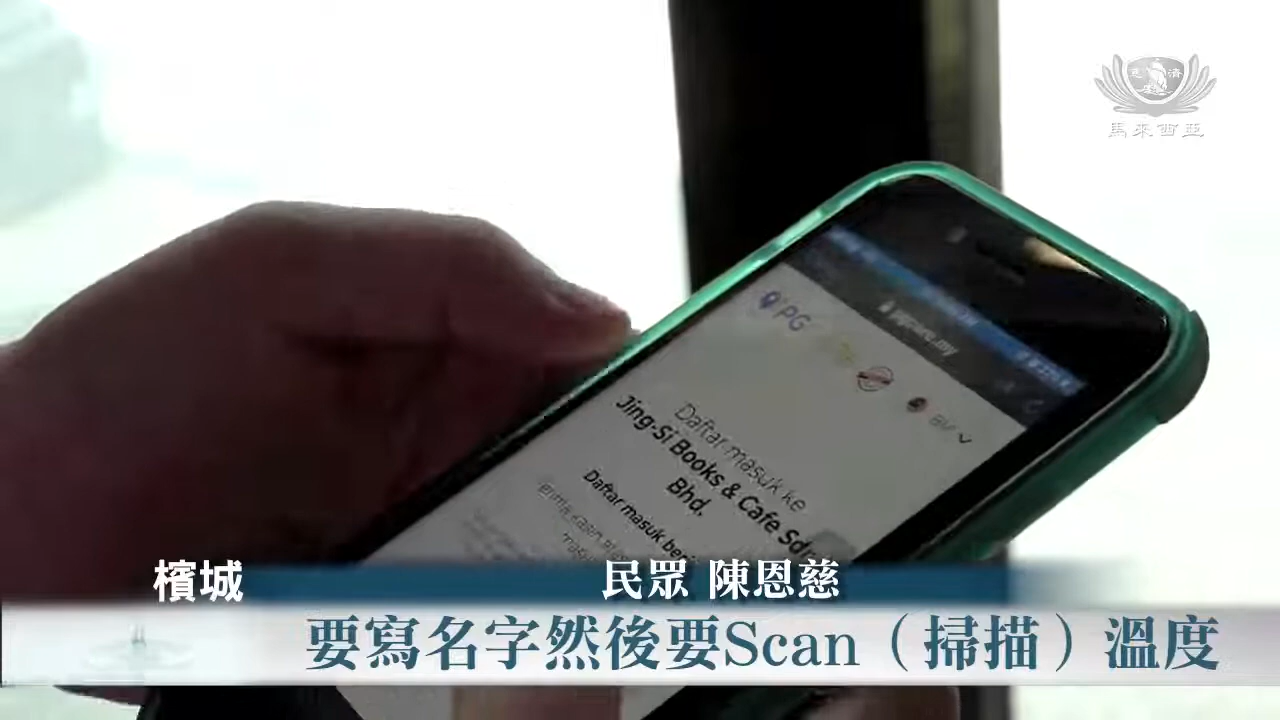 馬來西亞
PG
BM
Daftar masuk ke
Jing-Si Books & Cafe Sdn
Bhd.
Daftar masuk
檳城
民眾 陳恩慈
要寫名字然後要Scan（掃描）溫度